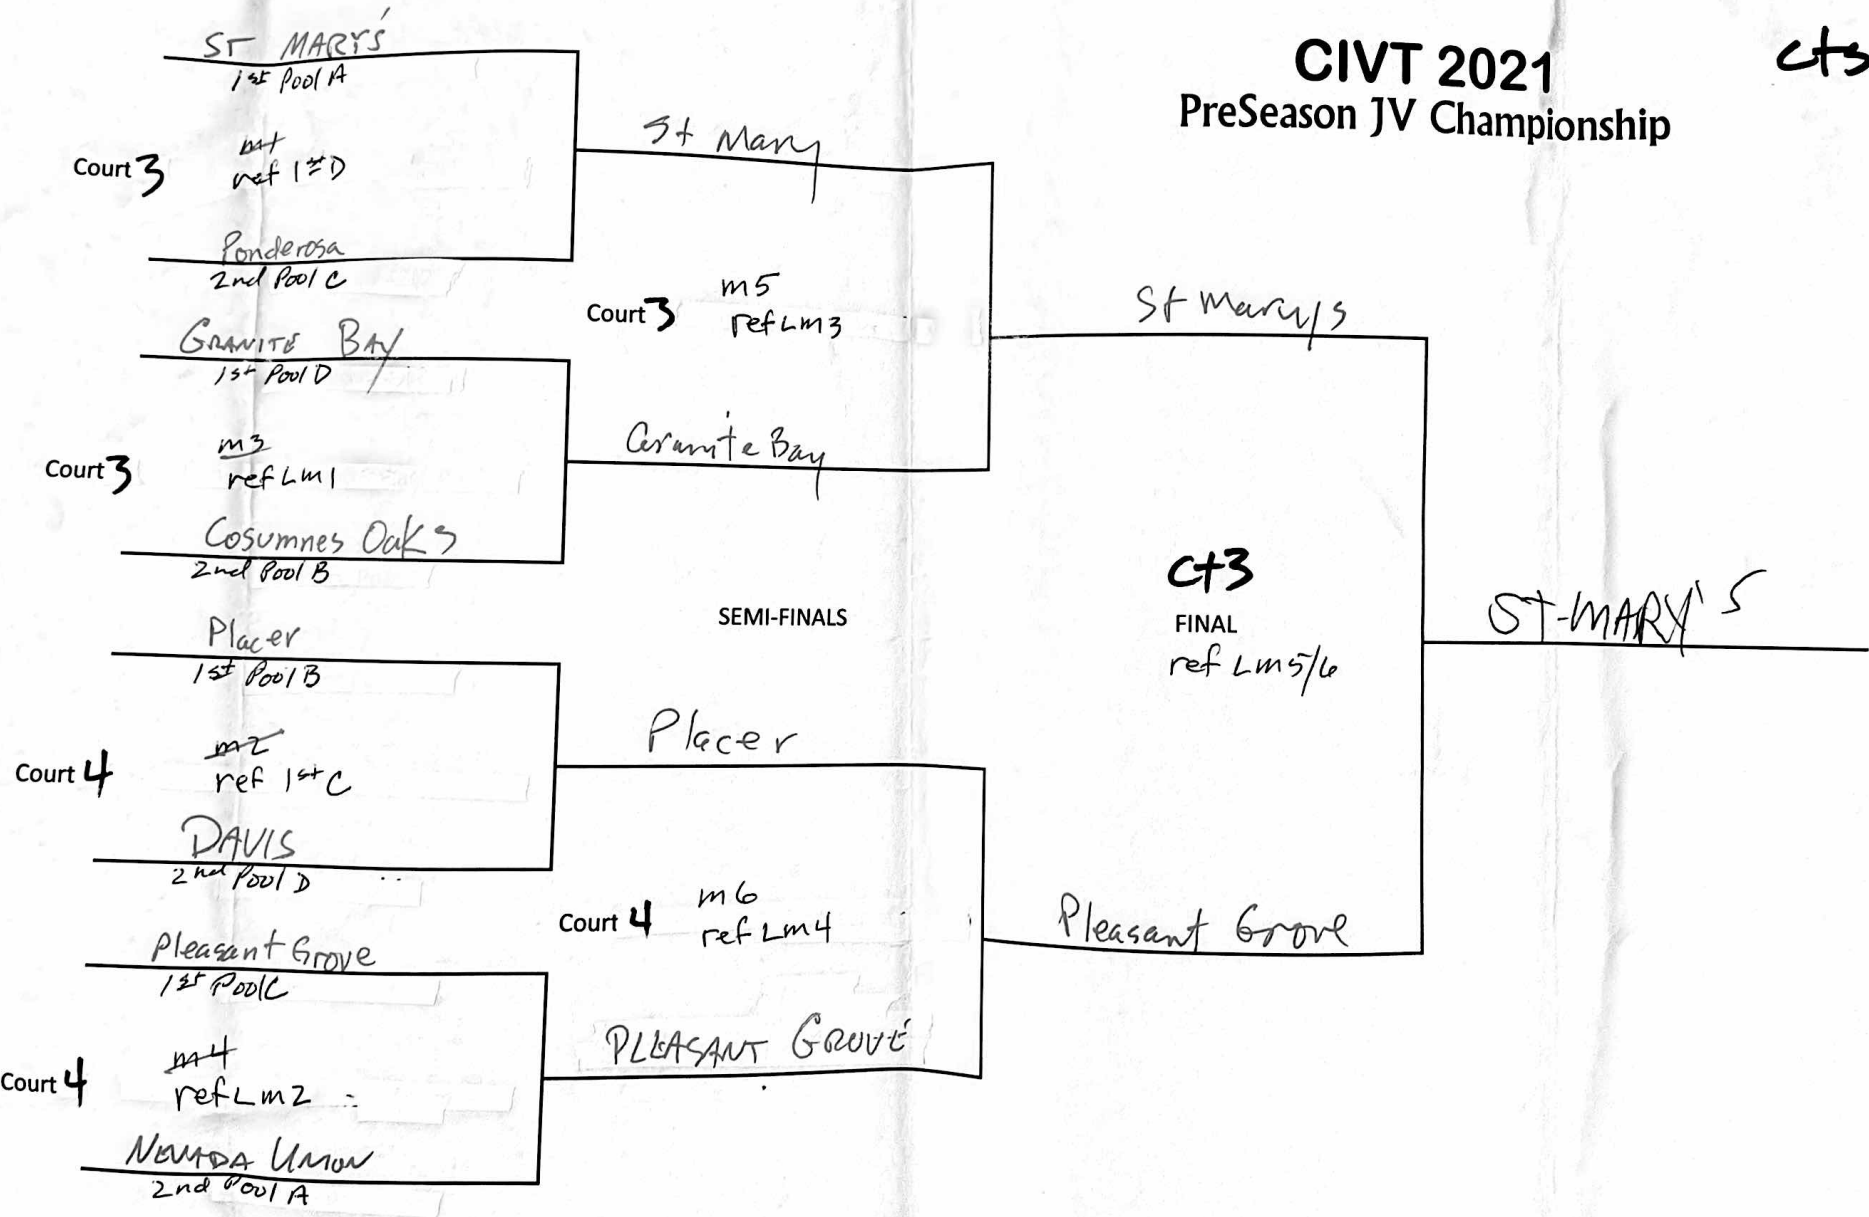 CIVT 2021
PreSeason JV Championship
ct3
ST MARY'S
1st Pool A
Court 3
m1
ref 1st D
Ponderosa
2nd Pool C
St Mary
GRANITE BAY
1st Pool D
Court 3
m3
ref Lm1
Cosumnes Oaks
2nd Pool B
Court 3
m5
ref Lm3
Granite Bay
St Mary's
Placer
1st Pool B
Court 4
m2
ref 1st C
DAVIS
2nd Pool D
SEMI-FINALS
Placer
Pleasant Grove
1st Pool C
Court 4
m4
ref Lm2
NEVADA UNION
2nd Pool A
Court 4
m6
ref Lm4
PLEASANT GROVE
ct3
FINAL
ref Lm5/6
Pleasant Grove
ST-MARY'S